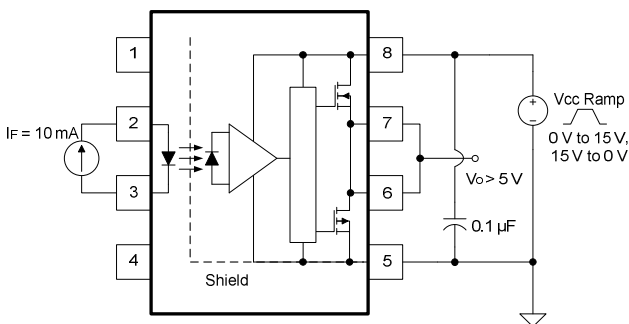 1
2
3
4
IF = 10 mA
Shield
8
7
6
5
VO > 5 V
0.1 µF
+
−
Vcc Ramp
0 V to 15 V,
15 V to 0 V